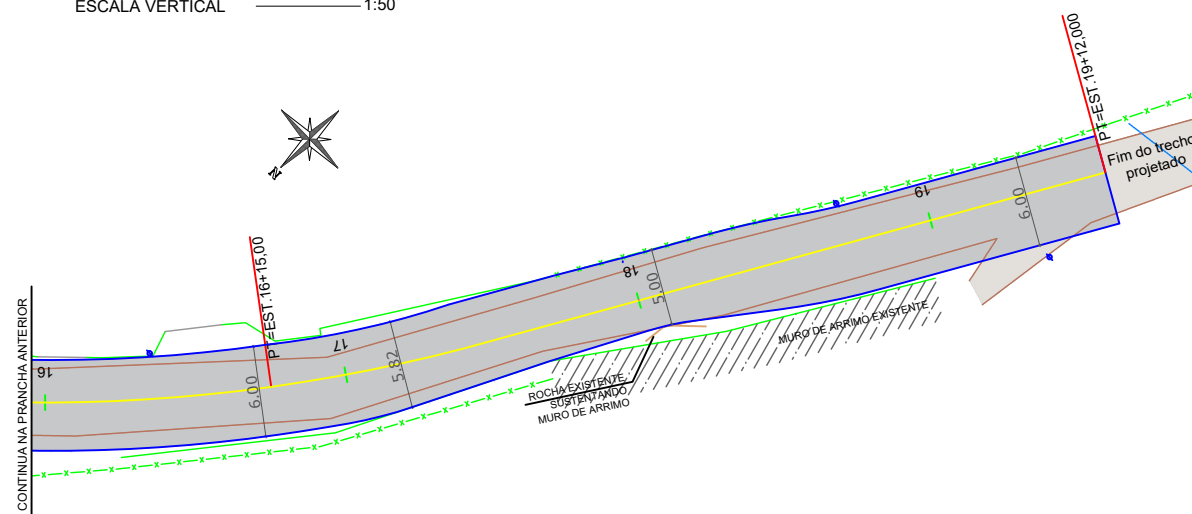 ESCALA VERTICAL 1:50
PT=EST.19+12,000
Fim do trecho
projetado
N
19
6.00
PT=EST.16+15,00
18
5.00
CONTINUA NA PRANCHA ANTERIOR
16
17
5.82
6.00
MURO DE ARRIMO EXISTENTE
ROCHA EXISTENTE
SUSTENTANDO
MURO DE ARRIMO